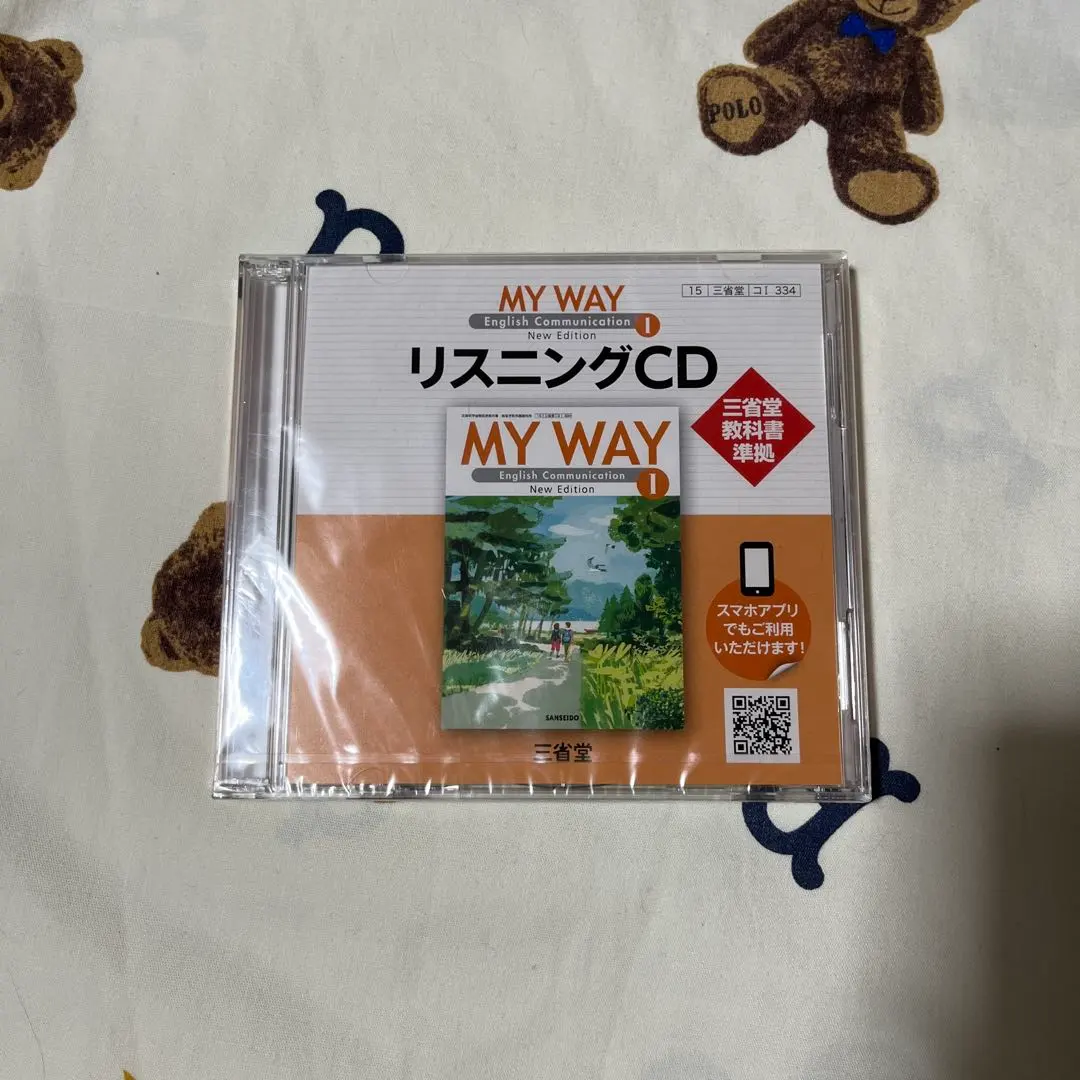 POLO
MY WAY
15 三省堂 コⅠ 334
English Communication Ⅰ
New Edition
リスニングCD
三省堂
教科書
準拠
MY WAY
English Communication Ⅰ
New Edition
スマホアプリ
でもご利用
いただけます!
SANSEIDO
三省堂